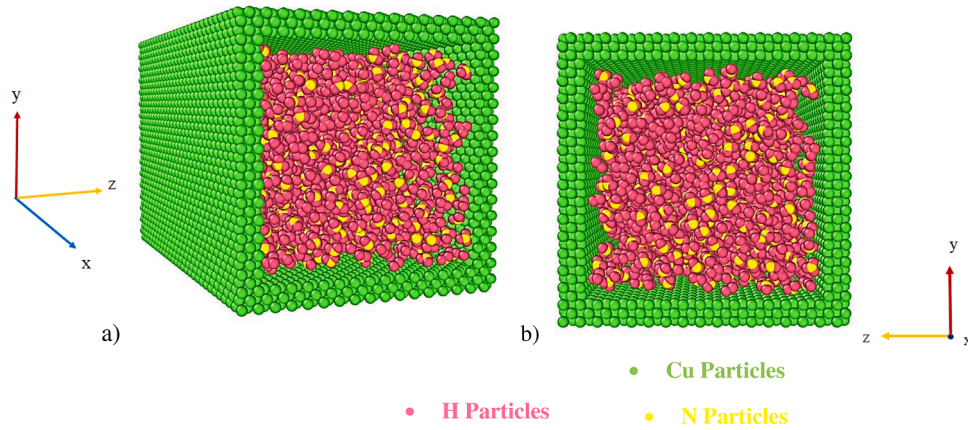 y
z
x
a)
b)
y
z
x
Cu Particles
H Particles
N Particles